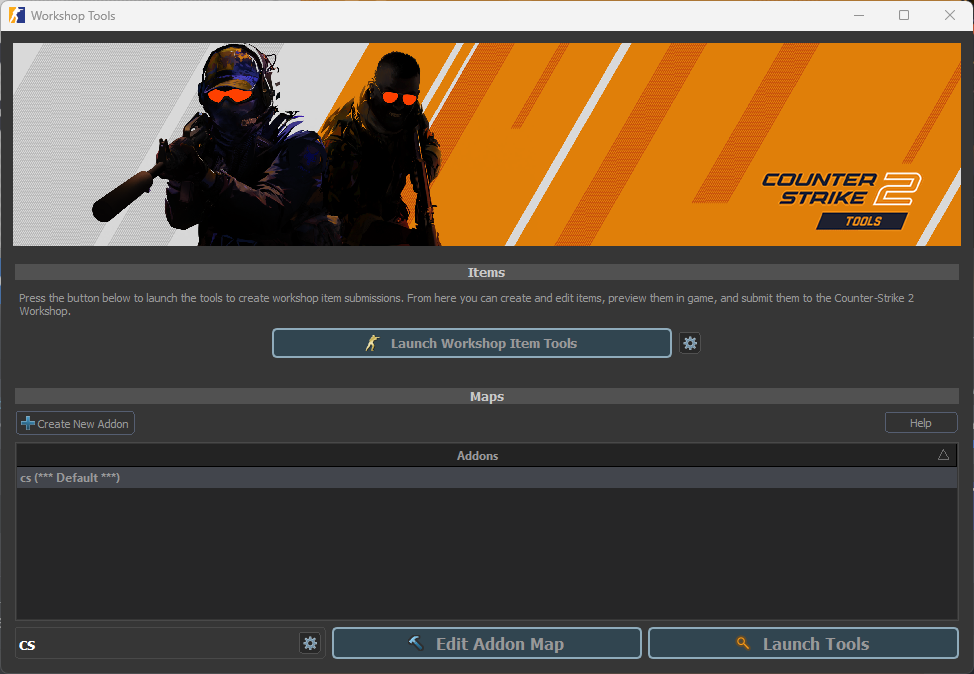 Workshop Tools
COUNTER
STRIKE 2
TOOLS
Items
Press the button below to launch the tools to create workshop item submissions. From here you can create and edit items, preview them in game, and submit them to the Counter-Strike 2
Workshop.
Launch Workshop Item Tools
Maps
Create New Addon
Help
Addons
cs (*** Default ***)
cs
Edit Addon Map
Launch Tools